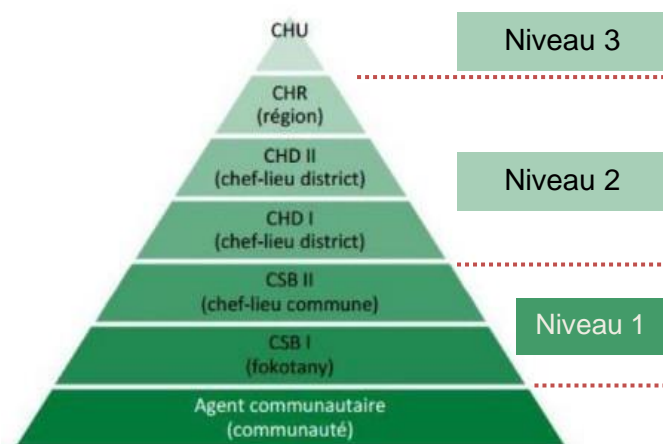 CHU
Niveau 3
CHR
(région)
CHD II
(chef-lieu district)
Niveau 2
CHD I
(chef-lieu district)
CSB II
(chef-lieu commune)
Niveau 1
CSB I
(fokotany)
Agent communautaire
(communauté)